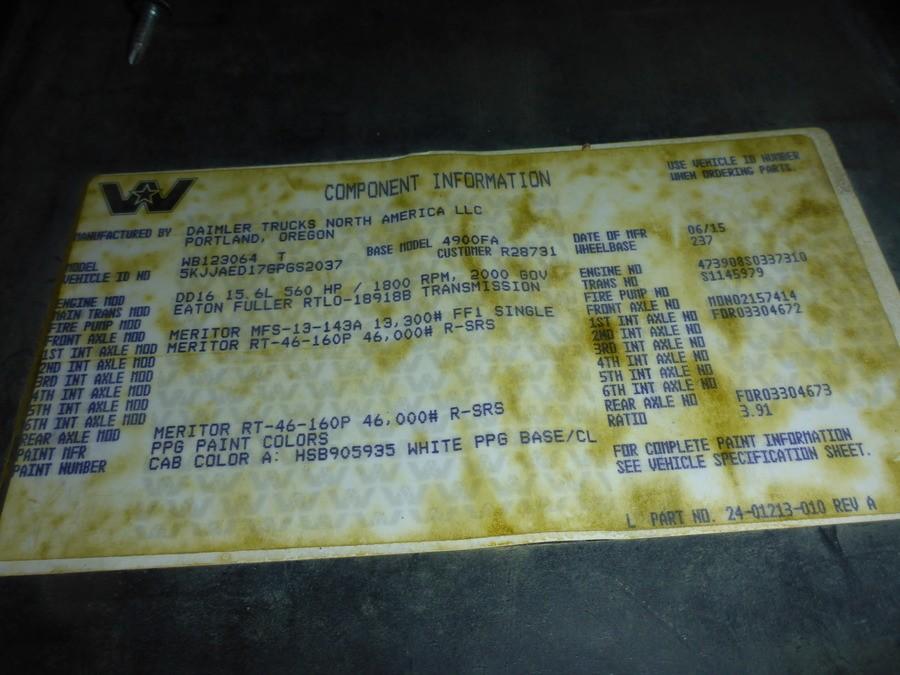 COMPONENT INFORMATION
USE VEHICLE ID NUMBER
WHEN ORDERING PARTS.
MANUFACTURED BY DAIMLER TRUCKS NORTH AMERICA LLC
PORTLAND, OREGON
DATE OF MFR 06/15
MODEL WB123064 T BASE MODEL 4900FA WHEELBASE 237
VEHICLE ID NO 5KJJAED17GPGS2037 CUSTOMER R28731
ENGINE NO 473908S0337310
ENGINE MOD DD16 15.6L 560 HP / 1800 RPM, 2000 GOV TRANS NO S1145979
MAIN TRANS MOD EATON FULLER RTLO-18918B TRANSMISSION FIRE PUMP NO
FIRE PUMP MOD FRONT AXLE NO MON02157414
FRONT AXLE MOD MERITOR MFS-13-143A 13,300# FF1 SINGLE 1ST INT AXLE NO FDR03304672
1ST INT AXLE MOD MERITOR RT-46-160P 46,000# R-SRS 2ND INT AXLE NO
2ND INT AXLE MOD 3RD INT AXLE NO
3RD INT AXLE MOD 4TH INT AXLE NO
4TH INT AXLE MOD 5TH INT AXLE NO
5TH INT AXLE MOD 6TH INT AXLE NO
6TH INT AXLE MOD REAR AXLE NO FDR03304673
REAR AXLE MOD MERITOR RT-46-160P 46,000# R-SRS RATIO 3.91
PAINT MFR PPG PAINT COLORS
PAINT NUMBER CAB COLOR A: HSB905935 WHITE PPG BASE/CL
FOR COMPLETE PAINT INFORMATION
SEE VEHICLE SPECIFICATION SHEET.
L PART NO. 24-01213-010 REV A